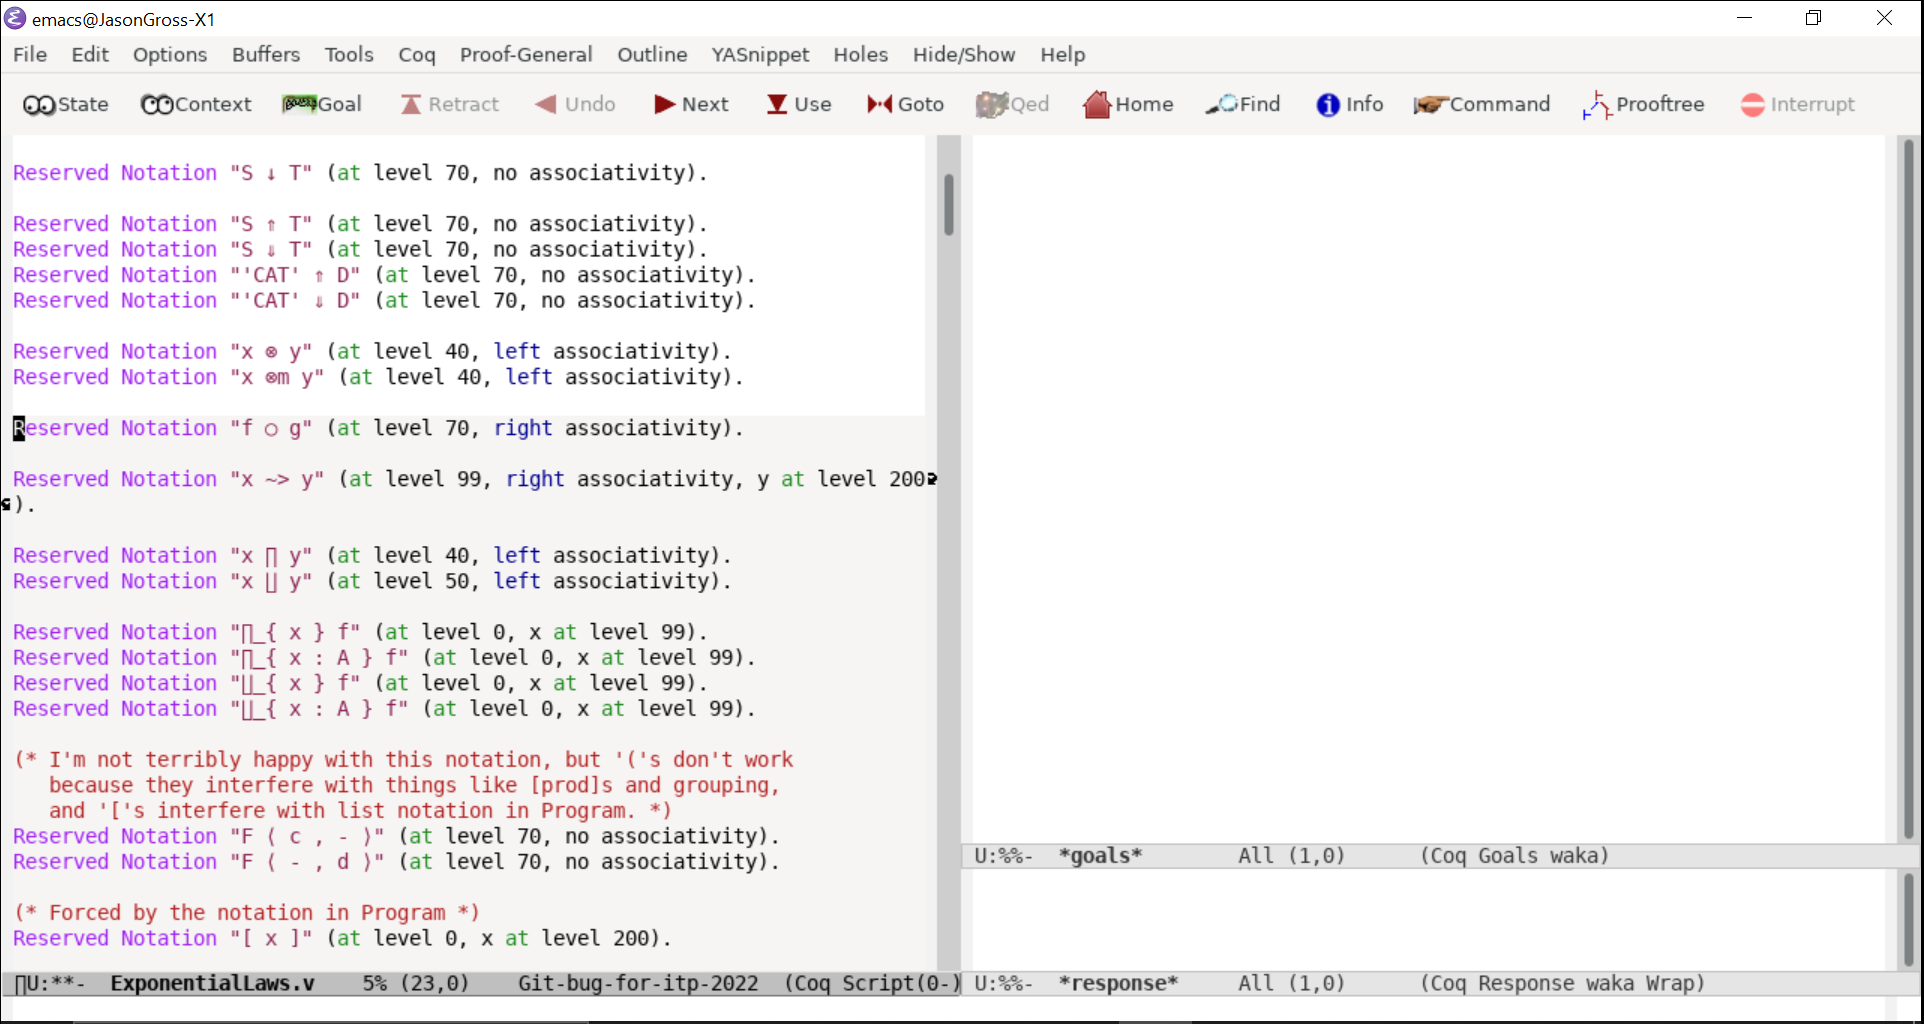 emacs@JasonGross-X1
File Edit Options Buffers Tools Coq Proof-General Outline YASnippet Holes Hide/Show Help
State Context Goal Retract Undo Next Use Goto Qed Home Find Info Command Prooftree Interrupt
Reserved Notation "S ↓ T" (at level 70, no associativity).
Reserved Notation "S ⇑ T" (at level 70, no associativity).
Reserved Notation "S ⇓ T" (at level 70, no associativity).
Reserved Notation "'CAT' ⇑ D" (at level 70, no associativity).
Reserved Notation "'CAT' ⇓ D" (at level 70, no associativity).
Reserved Notation "x ⊗ y" (at level 40, left associativity).
Reserved Notation "x ⊗m y" (at level 40, left associativity).
Reserved Notation "f ○ g" (at level 70, right associativity).
Reserved Notation "x ~> y" (at level 99, right associativity, y at level 200
).
Reserved Notation "x ∏ y" (at level 40, left associativity).
Reserved Notation "x ∐ y" (at level 50, left associativity).
Reserved Notation "∏_{ x } f" (at level 0, x at level 99).
Reserved Notation "∏_{ x : A } f" (at level 0, x at level 99).
Reserved Notation "∐_{ x } f" (at level 0, x at level 99).
Reserved Notation "∐_{ x : A } f" (at level 0, x at level 99).
(* I'm not terribly happy with this notation, but '('s don't work
because they interfere with things like [prod]s and grouping,
and '['s interfere with list notation in Program. *)
Reserved Notation "F ⟨ c , - ⟩" (at level 70, no associativity).
Reserved Notation "F ⟨ - , d ⟩" (at level 70, no associativity).
(* Forced by the notation in Program *)
Reserved Notation "[ x ]" (at level 0, x at level 200).
∏U:**- ExponentialLaws.v 5% (23,0) Git-bug-for-itp-2022 (Coq Script(0-)
U:%%- *goals* All (1,0) (Coq Goals waka)
U:%%- *response* All (1,0) (Coq Response waka Wrap)